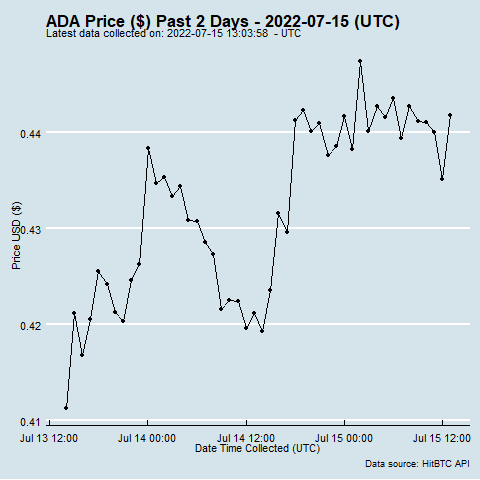 ADA Price ($) Past 2 Days - 2022-07-15 (UTC)
Latest data collected on: 2022-07-15 13:03:58 - UTC
0.44
0.43
0.42
0.41
Price USD ($)
Jul 13 12:00 Jul 14 00:00 Jul 14 12:00 Jul 15 00:00 Jul 15 12:00
Date Time Collected (UTC)
Data source: HitBTC API